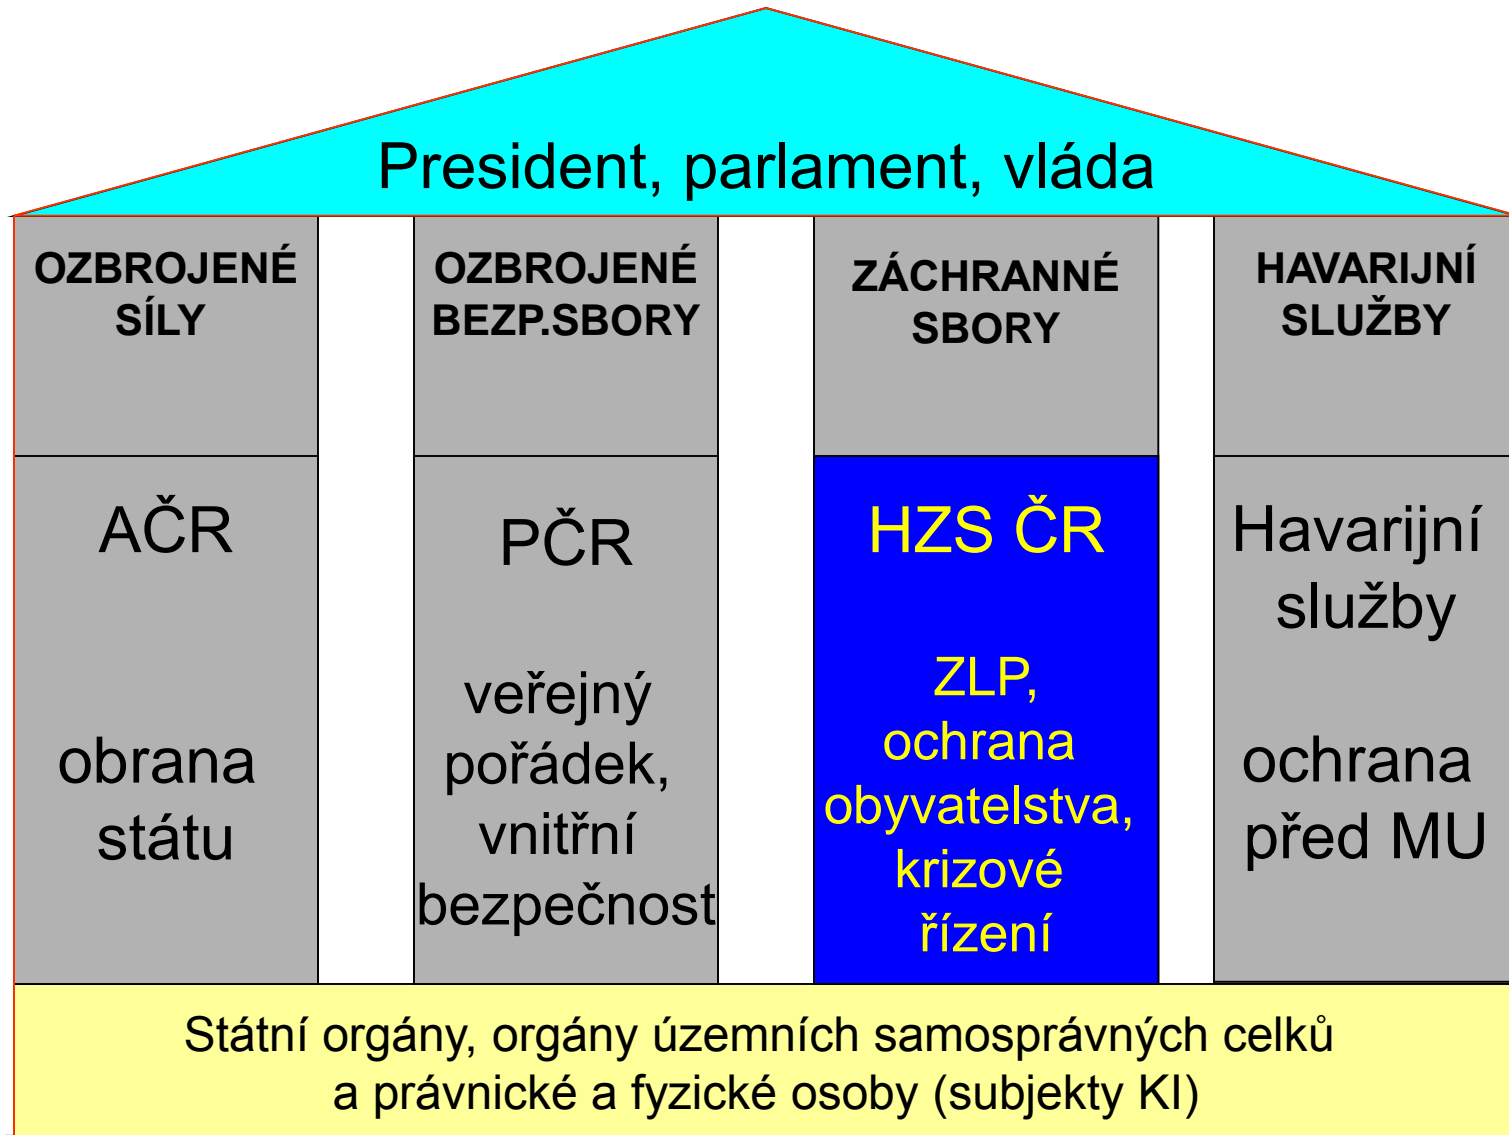 President, parlament, vláda
OZBROJENÉ
SÍLY
AČR
obrana
státu
OZBROJENÉ
BEZP.SBORY
PČR
veřejný
pořádek,
vnitřní
bezpečnost
ZÁCHRANNÉ
SBORY
HZS ČR
ZLP,
ochrana
obyvatelstva,
krizové
řízení
HAVARIJNÍ
SLUŽBY
Havarijní
služby
ochrana
před MU
Státní orgány, orgány územních samosprávných celků
a právnické a fyzické osoby (subjekty KI)